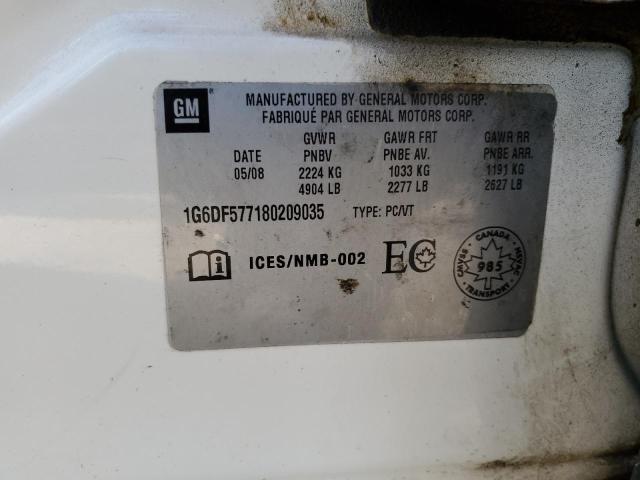 GM
MANUFACTURED BY GENERAL MOTORS CORP.
FABRIQUÉ PAR GENERAL MOTORS CORP.
GVWR GAWR FRT GAWR RR
DATE PNBV PNBE AV. PNBE ARR.
05/08 2224 KG 1033 KG 1191 KG
4904 LB 2277 LB 2627 LB
1G6DF577180209035 TYPE: PC/VT
ICES/NMB-002 EC
CANADA
CMVSS 985 NSVAC
TRANSPORT